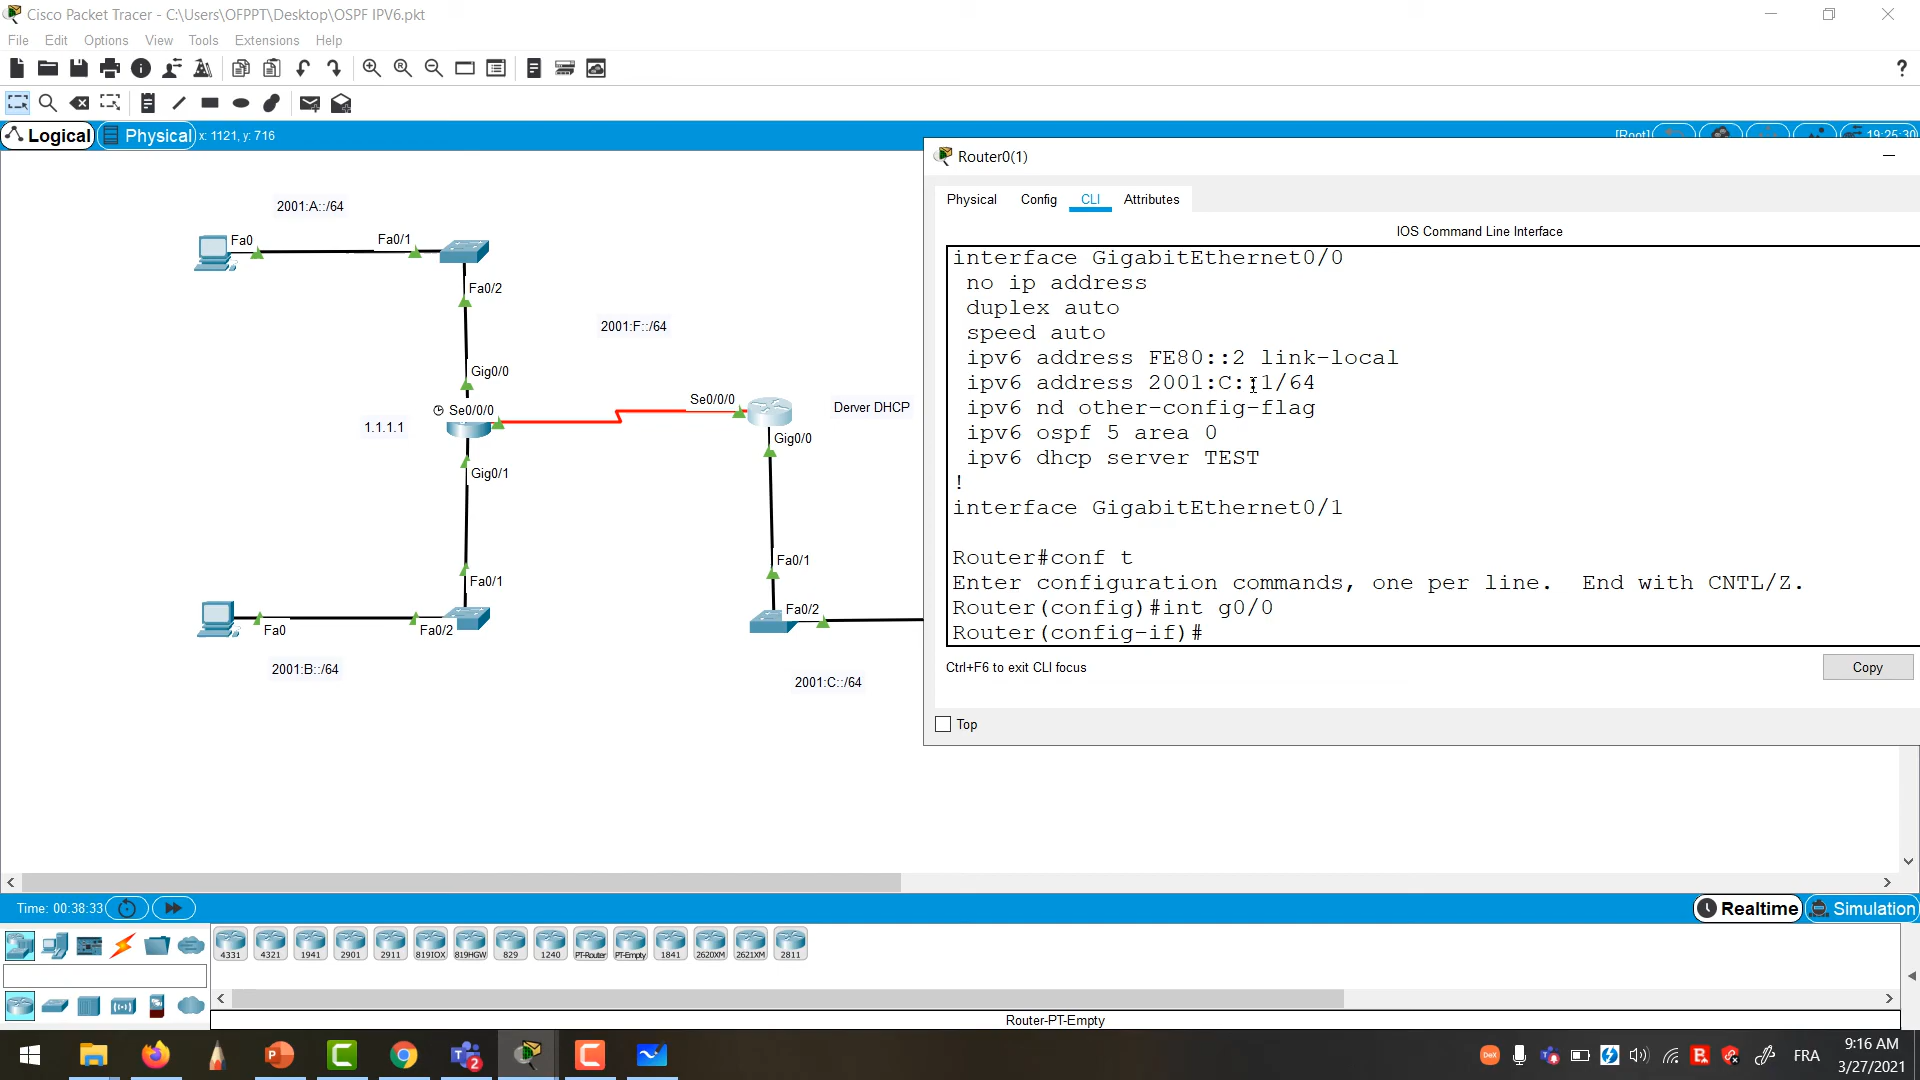 Cisco Packet Tracer - C:\Users\OFPPT\Desktop\OSPF IPV6.pkt
File Edit Options View Tools Extensions Help
?
Logical Physical x: 1121, y: 716 [Root] 19:25:30
2001:A::/64
Fa0 Fa0/1
Fa0/2
2001:F::/64
Gig0/0
Se0/0/0
1.1.1.1
Se0/0/0
Derver DHCP
Gig0/0
Gig0/1
Fa0/1
Fa0/1
Fa0/2
Fa0 Fa0/2
2001:B::/64
2001:C::/64
Router0(1)
Physical Config CLI Attributes
IOS Command Line Interface
interface GigabitEthernet0/0
no ip address
duplex auto
speed auto
ipv6 address FE80::2 link-local
ipv6 address 2001:C::1/64
ipv6 nd other-config-flag
ipv6 ospf 5 area 0
ipv6 dhcp server TEST
!
interface GigabitEthernet0/1
Router#conf t
Enter configuration commands, one per line. End with CNTL/Z.
Router(config)#int g0/0
Router(config-if)#
Ctrl+F6 to exit CLI focus
Copy
Top
Time: 00:38:33
Realtime Simulation
4331 4321 1941 2901 2911 819IOX 819HGW 829 1240 PT-Router PT-Empty 1841 2620XM 2621XM 2811
Router-PT-Empty
FRA
9:16 AM
3/27/2021